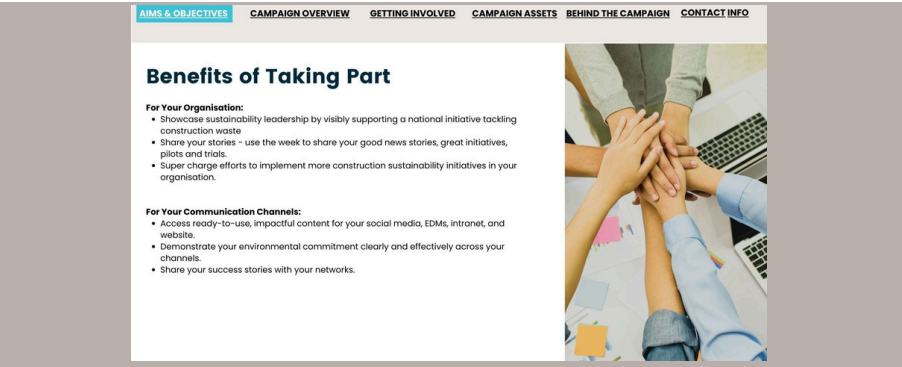 AIMS & OBJECTIVES
CAMPAIGN OVERVIEW
GETTING INVOLVED
CAMPAIGN ASSETS
BEHIND THE CAMPAIGN
CONTACT INFO
Benefits of Taking Part
For Your Organisation:
• Showcase sustainability leadership by visibly supporting a national initiative tackling
construction waste
• Share your stories - use the week to share your good news stories, great initiatives,
pilots and trials.
• Super charge efforts to implement more construction sustainability initiatives in your
organisation.
For Your Communication Channels:
• Access ready-to-use, impactful content for your social media, EDMs, intranet, and
website.
• Demonstrate your environmental commitment clearly and effectively across your
channels.
• Share your success stories with your networks.